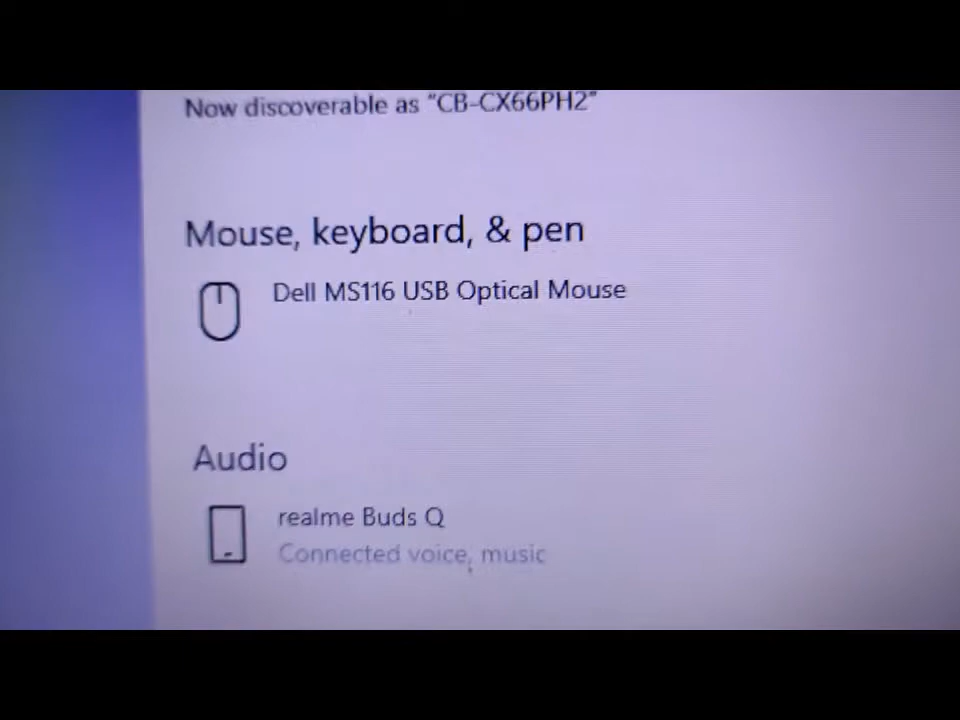 Now discoverable as "CB-CX66PH2"
Mouse, keyboard, & pen
Dell MS116 USB Optical Mouse
Audio
realme Buds Q
Connected voice, music